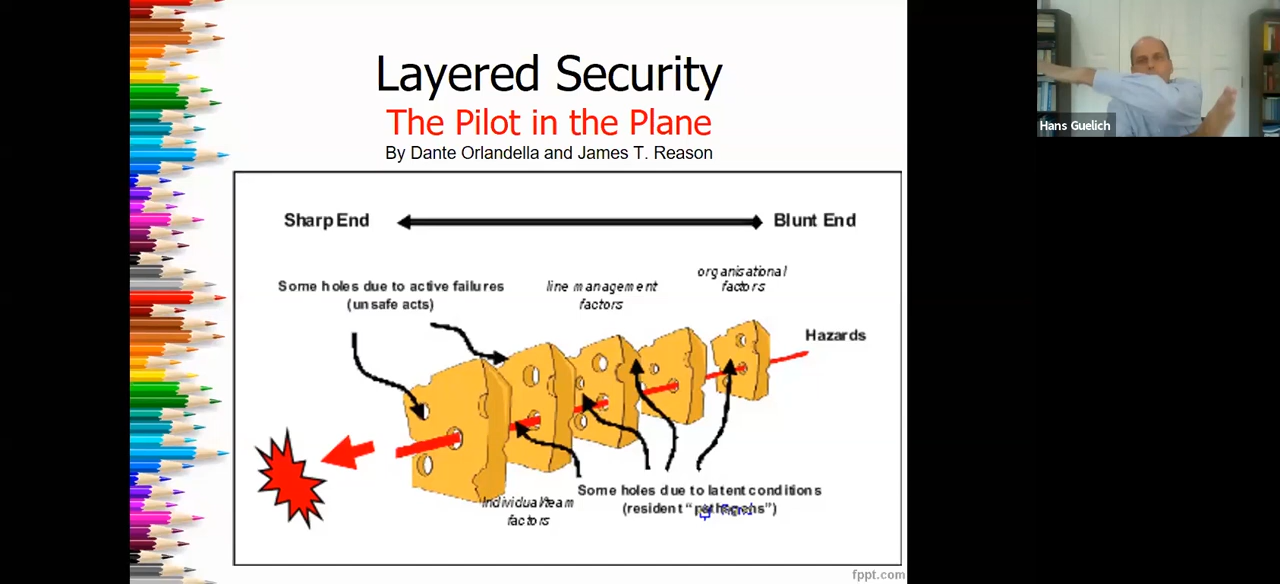 Layered Security
The Pilot in the Plane
By Dante Orlandella and James T. Reason
Hans Guelich
Sharp End
Blunt End
Some holes due to active failures
(unsafe acts)
line management
factors
organisational
factors
Hazards
Individual/team
factors
Some holes due to latent conditions
(resident “pathogens”)
fppt.com